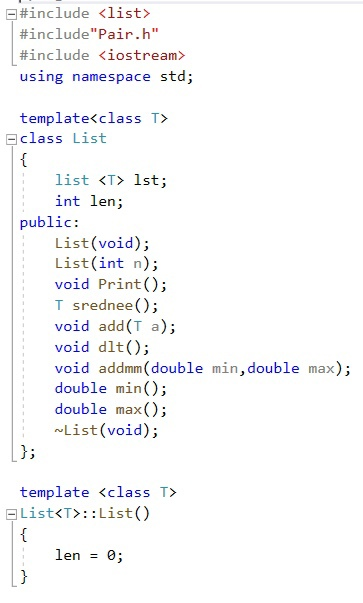 #include <list>
#include"Pair.h"
#include <iostream>
using namespace std;

template<class T>
class List
{
    list <T> lst;
    int len;
public:
    List(void);
    List(int n);
    void Print();
    T srednee();
    void add(T a);
    void dlt();
    void addmm(double min,double max);
    double min();
    double max();
    ~List(void);
};

template <class T>
List<T>::List()
{
    len = 0;
}